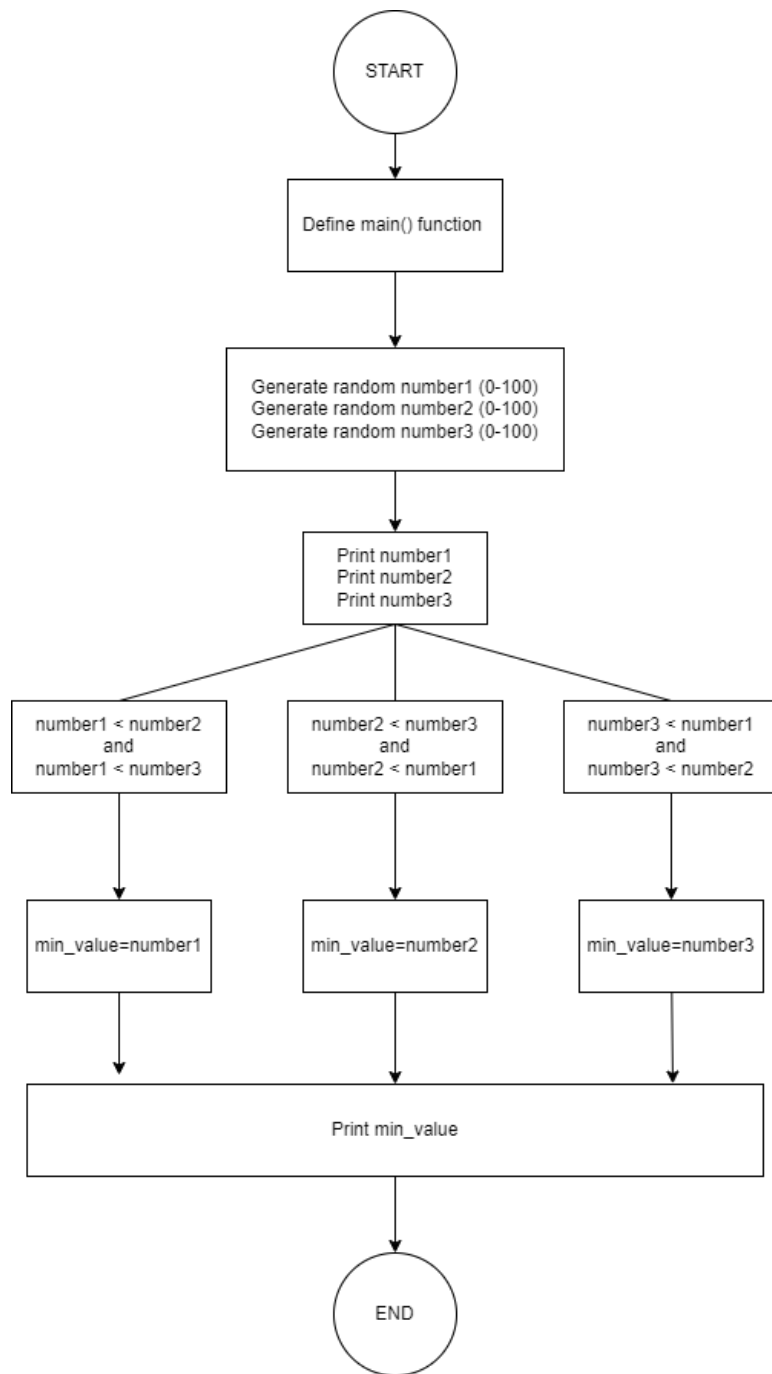 START
Define main() function
Generate random number1 (0-100)
Generate random number2 (0-100)
Generate random number3 (0-100)
Print number1
Print number2
Print number3
number1 < number2
and
number1 < number3
number2 < number3
and
number2 < number1
number3 < number1
and
number3 < number2
min_value=number1
min_value=number2
min_value=number3
Print min_value
END